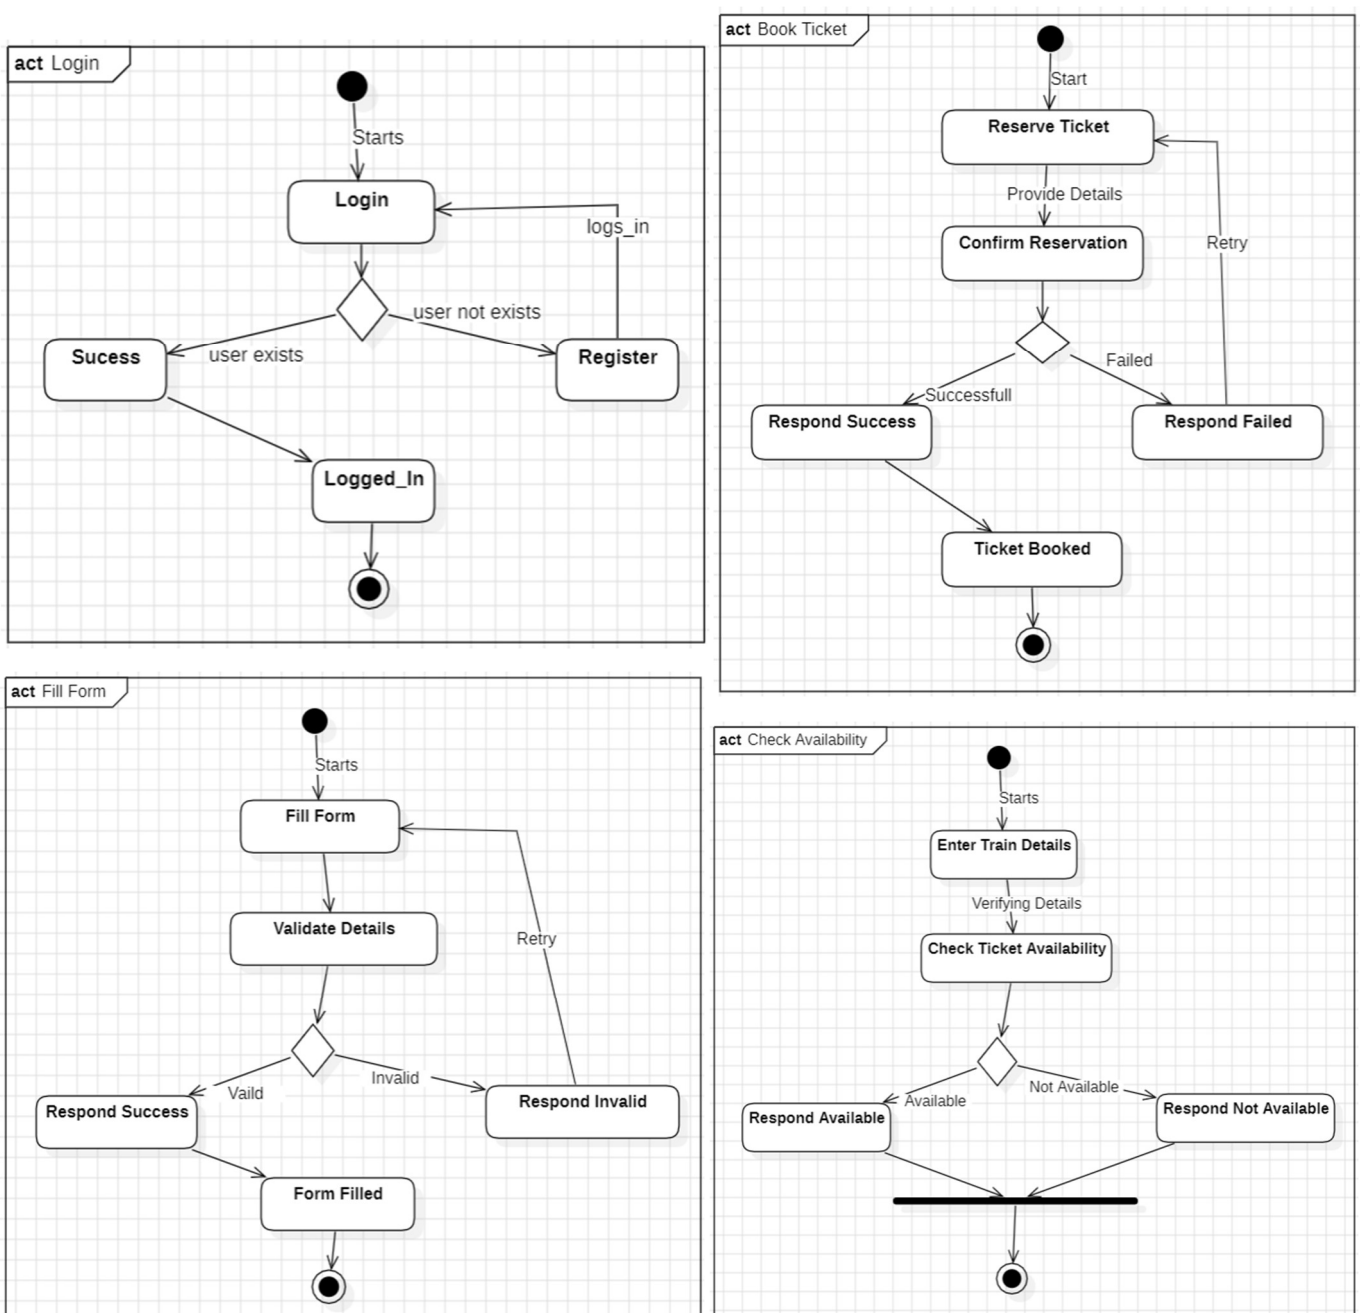 act Login
Starts
Login
logs_in
user not exists
user exists
Sucess
Register
Logged_In
act Book Ticket
Start
Reserve Ticket
Provide Details
Confirm Reservation
Retry
Failed
Successfull
Respond Success
Respond Failed
Ticket Booked
act Fill Form
Starts
Fill Form
Validate Details
Retry
Invalid
Vaild
Respond Success
Respond Invalid
Form Filled
act Check Availability
Starts
Enter Train Details
Verifying Details
Check Ticket Availability
Not Available
Available
Respond Available
Respond Not Available